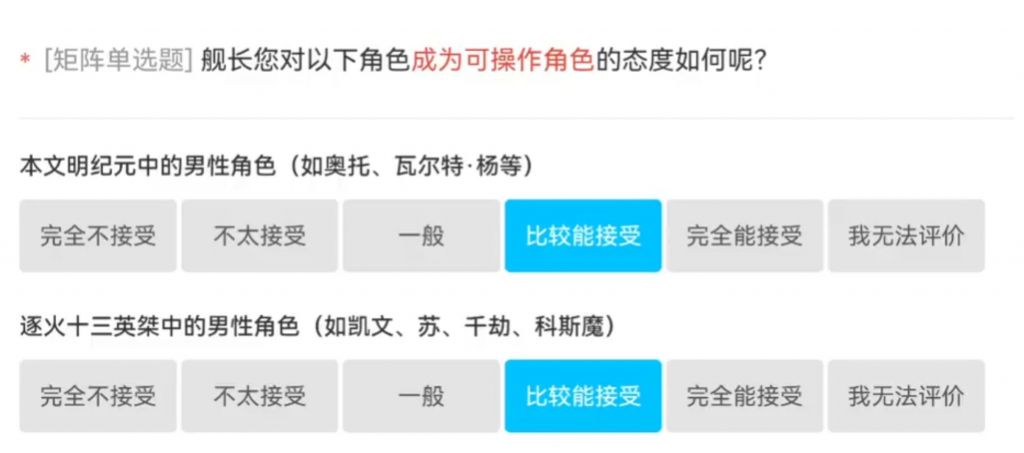 * [矩阵单选题] 舰长您对以下角色成为可操作角色的态度如何呢?
本文明纪元中的男性角色（如奥托、瓦尔特·杨等）
完全不接受 不太接受 一般 比较能接受 完全能接受 我无法评价
逐火十三英桀中的男性角色（如凯文、苏、千劫、科斯魔）
完全不接受 不太接受 一般 比较能接受 完全能接受 我无法评价